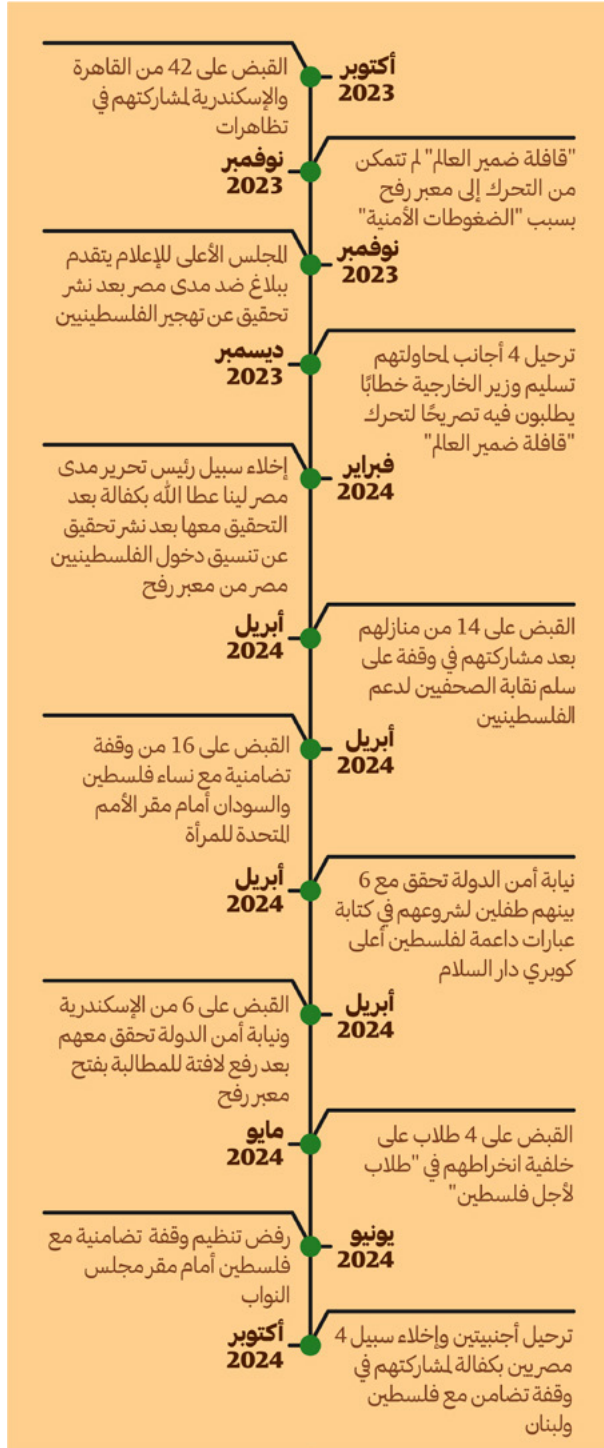 أكتوبر
2023
القبض على 42 من القاهرة
والإسكندرية لمشاركتهم في
تظاهرات
نوفمبر
2023
"قافلة ضمير العالم" لم تتمكن
من التحرك إلى معبر رفح
بسبب "الضغوطات الأمنية"
نوفمبر
2023
المجلس الأعلى للإعلام يتقدم
ببلاغ ضد مدى مصر بعد نشر
تحقيق عن تهجير الفلسطينيين
ديسمبر
2023
ترحيل 4 أجانب لمحاولتهم
تسليم وزير الخارجية خطابًا
يطلبون فيه تصريحًا لتحرك
"قافلة ضمير العالم"
فبراير
2024
إخلاء سبيل رئيس تحرير مدى
مصر لينا عطا الله بكفالة بعد
التحقيق معها بعد نشر تحقيق
عن تنسيق دخول الفلسطينيين
مصر من معبر رفح
أبريل
2024
القبض على 14 من منازلهم
بعد مشاركتهم في وقفة على
سلم نقابة الصحفيين لدعم
الفلسطينيين
أبريل
2024
القبض على 16 من وقفة
تضامنية مع نساء فلسطين
والسودان أمام مقر الأمم
المتحدة للمرأة
أبريل
2024
نيابة أمن الدولة تحقق مع 6
بينهم طفلين لشروعهم في كتابة
عبارات داعمة لفلسطين أعلى
كوبري دار السلام
أبريل
2024
القبض على 6 من الإسكندرية
ونيابة أمن الدولة تحقق معهم
بعد رفع لافتة للمطالبة بفتح
معبر رفح
مايو
2024
القبض على 4 طلاب على
خلفية انخراطهم في "طلاب
لأجل فلسطين"
يونيو
2024
رفض تنظيم وقفة تضامنية مع
فلسطين أمام مقر مجلس
النواب
أكتوبر
2024
ترحيل أجنبيتين وإخلاء سبيل 4
مصريين بكفالة لمشاركتهم في
وقفة تضامن مع فلسطين
ولبنان